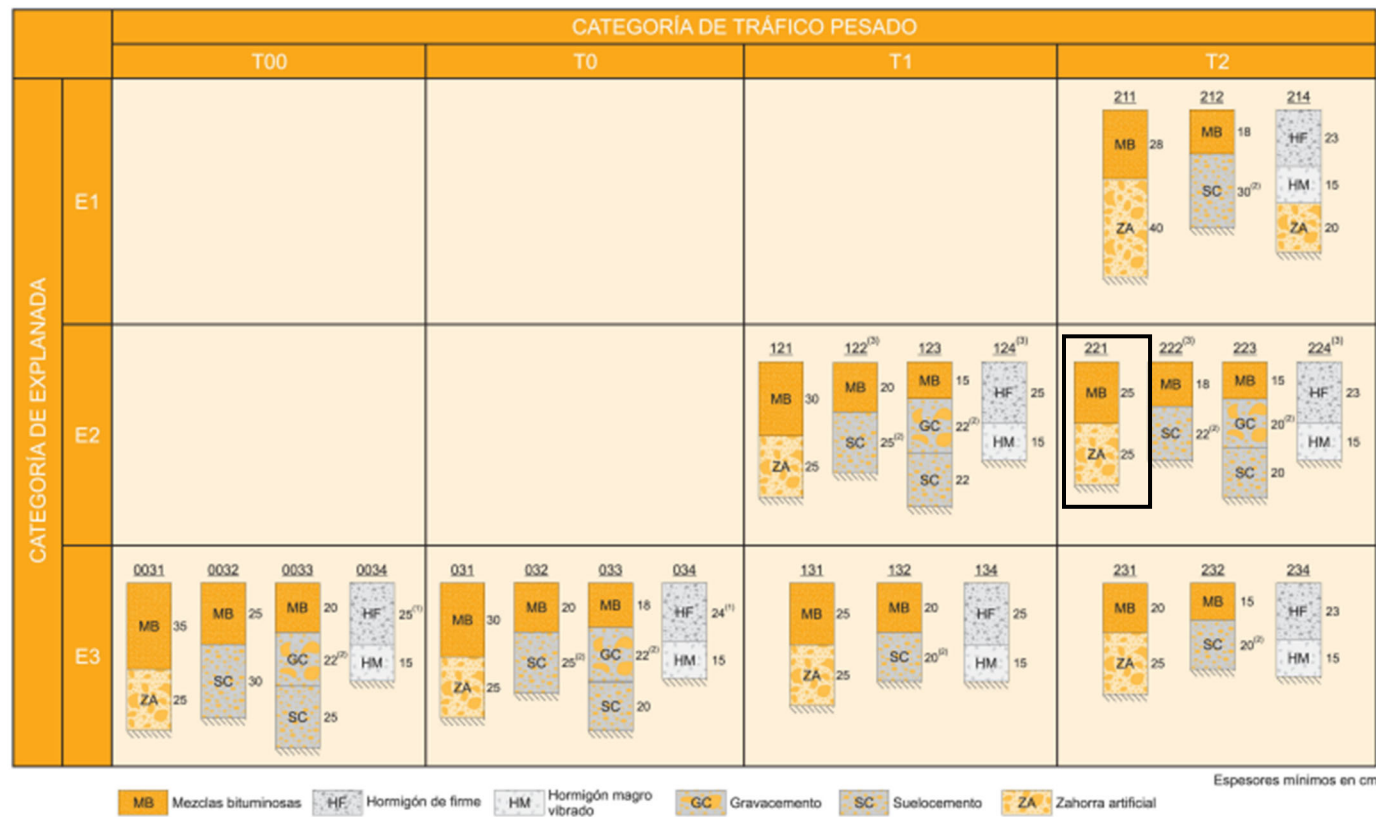 CATEGORÍA DE TRÁFICO PESADO
T00 T0 T1 T2
CATEGORÍA DE EXPLANADA
E1
211 212 214
MB 28 MB 18 HF 23
SC 30(2) HM 15
ZA 40 ZA 20
E2
121 122(3) 123 124(3) 221 222(3) 223 224(3)
MB 30 MB 20 MB 15 HF 25 MB 25 MB 18 MB 15 HF 23
ZA 25 SC 25(2) GC 22(2) HM 15 ZA 25 SC 22(2) GC 20(2) HM 15
SC 22 SC 20
E3
0031 0032 0033 0034 031 032 033 034 131 132 134 231 232 234
MB 35 MB 25 MB 20 HF 25(1) MB 30 MB 20 MB 18 HF 24(1) MB 25 MB 20 HF 25 MB 20 MB 15 HF 23
ZA 25 SC 30 GC 22(2) HM 15 ZA 25 SC 25(2) GC 22(2) HM 15 ZA 25 SC 20(2) HM 15 ZA 25 SC 20(2) HM 15
SC 25 SC 20
Espesores mínimos en cm
MB Mezclas bituminosas HF Hormigón de firme HM Hormigón magro vibrado GC Gravacemento SC Suelocemento ZA Zahorra artificial